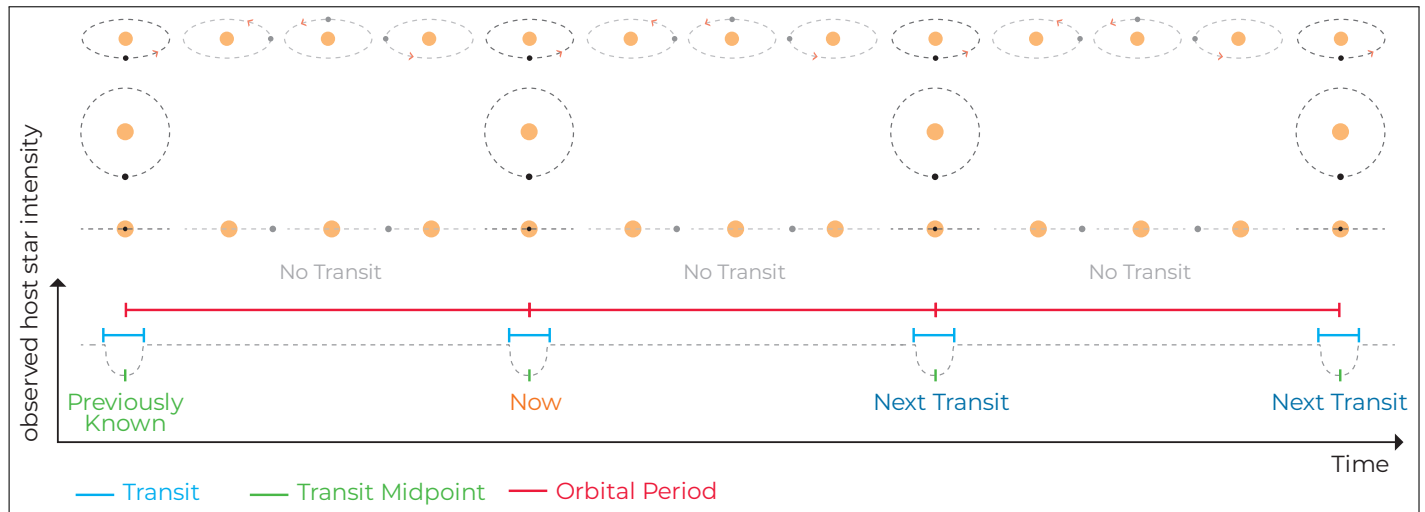 observed host star intensity
No Transit
No Transit
No Transit
Previously
Known
Now
Next Transit
Next Transit
Time
Transit
Transit Midpoint
Orbital Period